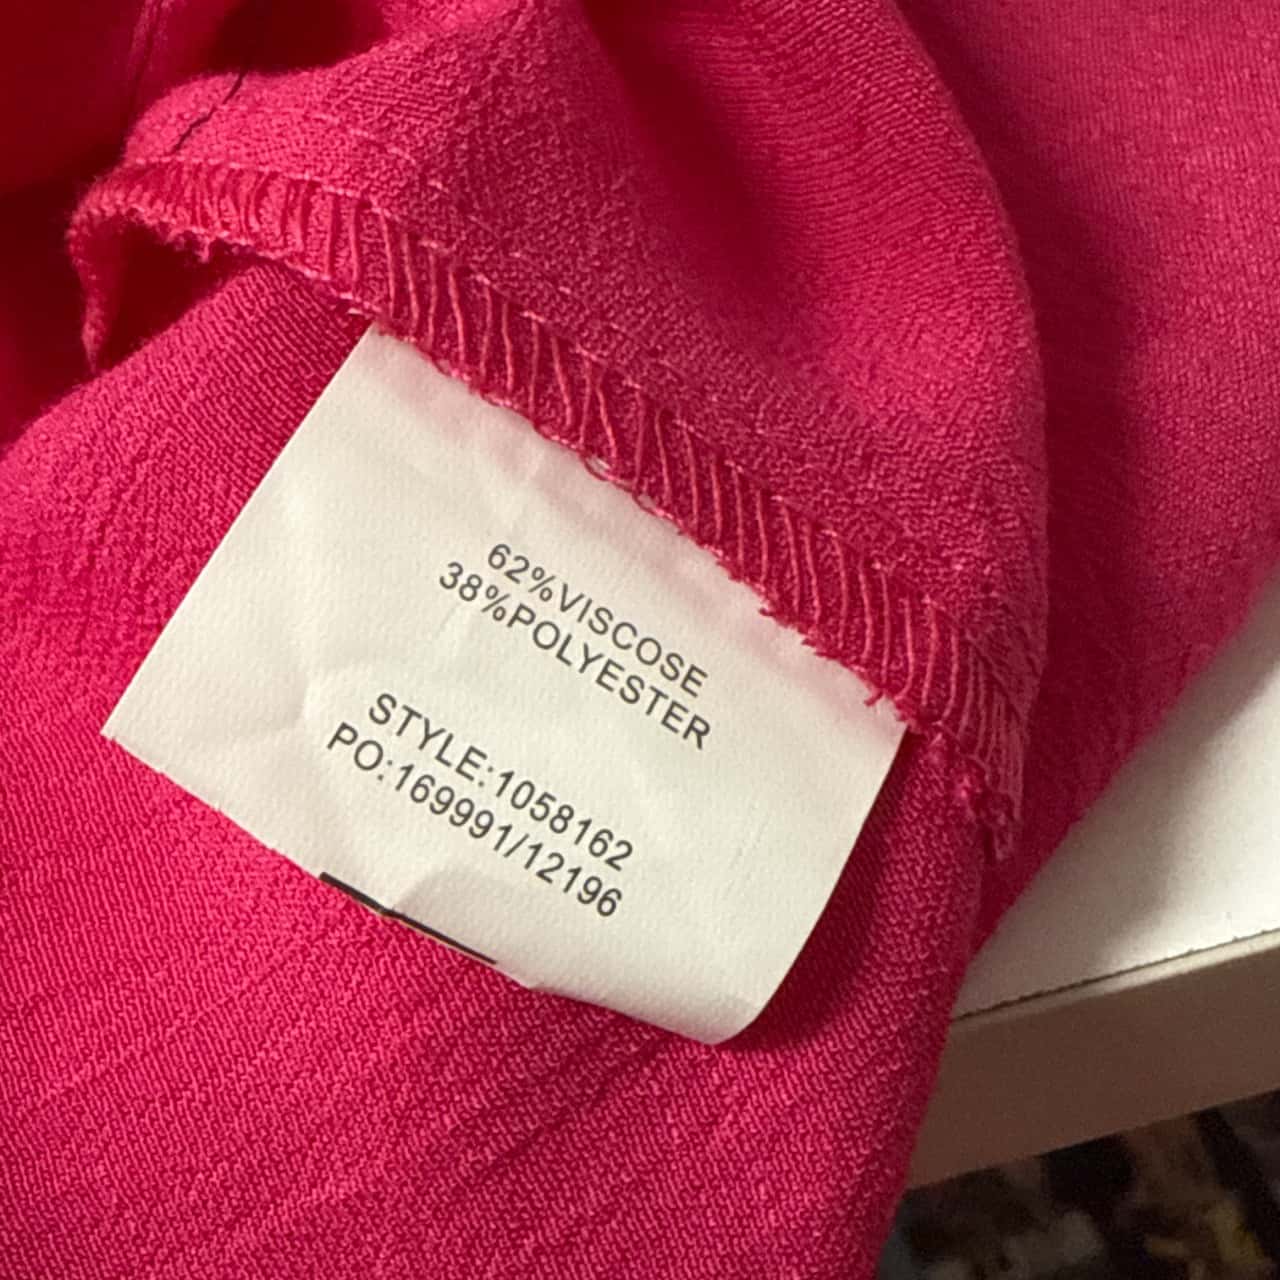 62%VISCOSE
38%POLYESTER
STYLE:1058162
PO:169991/12196